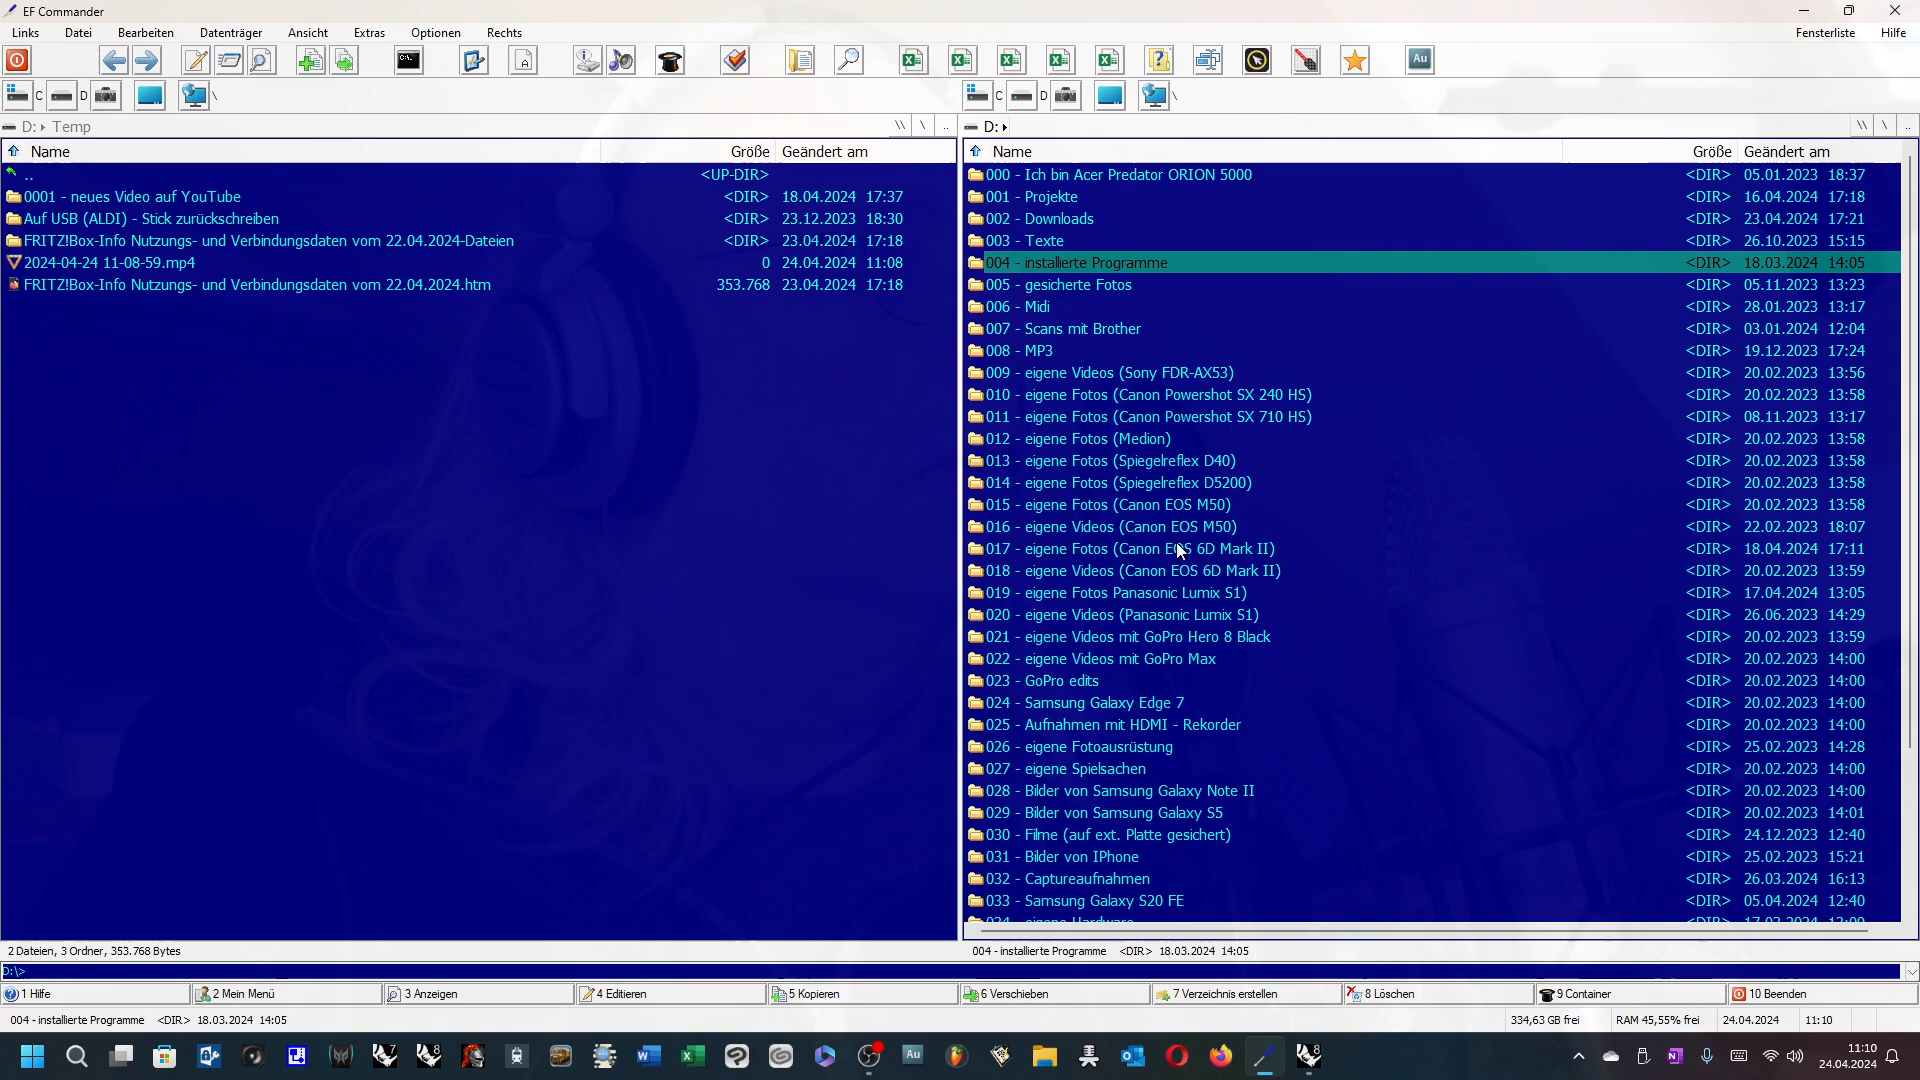 EF Commander
Links Datei Bearbeiten Datenträger Ansicht Extras Optionen Rechts Fensterliste Hilfe
C D \ C D \
D: Temp \\ \ .. D: \\ \ ..
Name Größe Geändert am
.. <UP-DIR>
0001 - neues Video auf YouTube <DIR> 18.04.2024 17:37
Auf USB (ALDI) - Stick zurückschreiben <DIR> 23.12.2023 18:30
FRITZ!Box-Info Nutzungs- und Verbindungsdaten vom 22.04.2024-Dateien <DIR> 23.04.2024 17:18
2024-04-24 11-08-59.mp4 0 24.04.2024 11:08
FRITZ!Box-Info Nutzungs- und Verbindungsdaten vom 22.04.2024.htm 353.768 23.04.2024 17:18
Name Größe Geändert am
000 - Ich bin Acer Predator ORION 5000 <DIR> 05.01.2023 18:37
001 - Projekte <DIR> 16.04.2024 17:18
002 - Downloads <DIR> 23.04.2024 17:21
003 - Texte <DIR> 26.10.2023 15:15
004 - installierte Programme <DIR> 18.03.2024 14:05
005 - gesicherte Fotos <DIR> 05.11.2023 13:23
006 - Midi <DIR> 28.01.2023 13:17
007 - Scans mit Brother <DIR> 03.01.2024 12:04
008 - MP3 <DIR> 19.12.2023 17:24
009 - eigene Videos (Sony FDR-AX53) <DIR> 20.02.2023 13:56
010 - eigene Fotos (Canon Powershot SX 240 HS) <DIR> 20.02.2023 13:58
011 - eigene Fotos (Canon Powershot SX 710 HS) <DIR> 08.11.2023 13:17
012 - eigene Fotos (Medion) <DIR> 20.02.2023 13:58
013 - eigene Fotos (Spiegelreflex D40) <DIR> 20.02.2023 13:58
014 - eigene Fotos (Spiegelreflex D5200) <DIR> 20.02.2023 13:58
015 - eigene Fotos (Canon EOS M50) <DIR> 20.02.2023 13:58
016 - eigene Videos (Canon EOS M50) <DIR> 22.02.2023 18:07
017 - eigene Fotos (Canon EOS 6D Mark II) <DIR> 18.04.2024 17:11
018 - eigene Videos (Canon EOS 6D Mark II) <DIR> 20.02.2023 13:59
019 - eigene Fotos Panasonic Lumix S1) <DIR> 17.04.2024 13:05
020 - eigene Videos (Panasonic Lumix S1) <DIR> 26.06.2023 14:29
021 - eigene Videos mit GoPro Hero 8 Black <DIR> 20.02.2023 13:59
022 - eigene Videos mit GoPro Max <DIR> 20.02.2023 14:00
023 - GoPro edits <DIR> 20.02.2023 14:00
024 - Samsung Galaxy Edge 7 <DIR> 20.02.2023 14:00
025 - Aufnahmen mit HDMI - Rekorder <DIR> 20.02.2023 14:00
026 - eigene Fotoausrüstung <DIR> 25.02.2023 14:28
027 - eigene Spielsachen <DIR> 20.02.2023 14:00
028 - Bilder von Samsung Galaxy Note II <DIR> 20.02.2023 14:00
029 - Bilder von Samsung Galaxy S5 <DIR> 20.02.2023 14:01
030 - Filme (auf ext. Platte gesichert) <DIR> 24.12.2023 12:40
031 - Bilder von IPhone <DIR> 25.02.2023 15:21
032 - Captureaufnahmen <DIR> 26.03.2024 16:13
033 - Samsung Galaxy S20 FE <DIR> 05.04.2024 12:40
2 Dateien, 3 Ordner, 353.768 Bytes 004 - installierte Programme <DIR> 18.03.2024 14:05
D:\>
1 Hilfe 2 Mein Menü 3 Anzeigen 4 Editieren 5 Kopieren 6 Verschieben 7 Verzeichnis erstellen 8 Löschen 9 Container 10 Beenden
004 - installierte Programme <DIR> 18.03.2024 14:05 334,63 GB frei RAM 45,55% frei 24.04.2024 11:10
11:10
24.04.2024